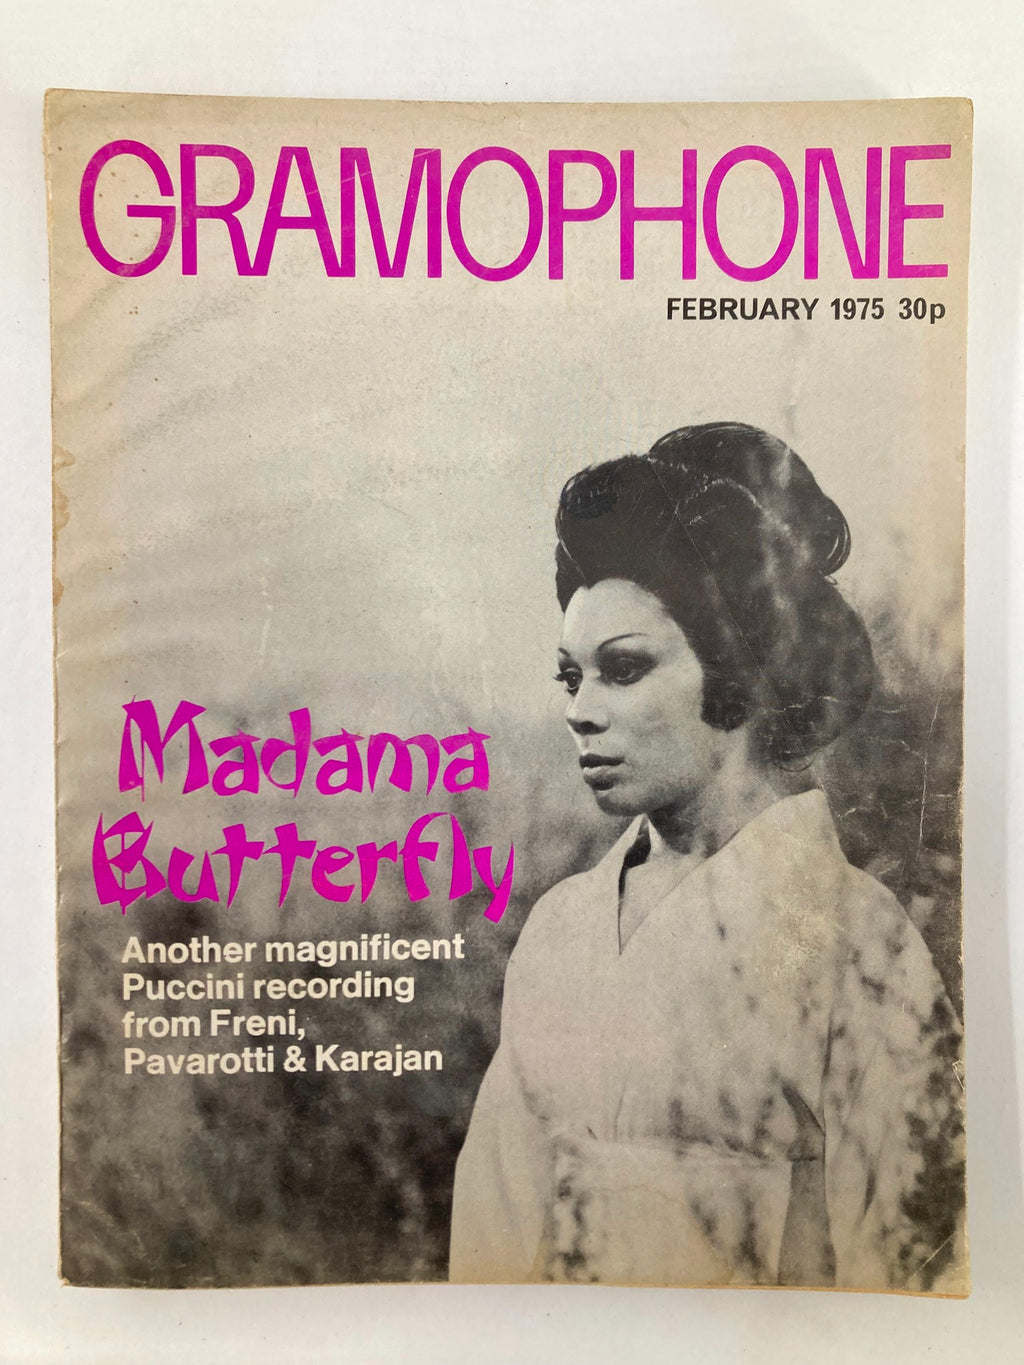 GRAMOPHONE
FEBRUARY 1975 30p
Madama
Butterfly
Another magnificent
Puccini recording
from Freni,
Pavarotti & Karajan